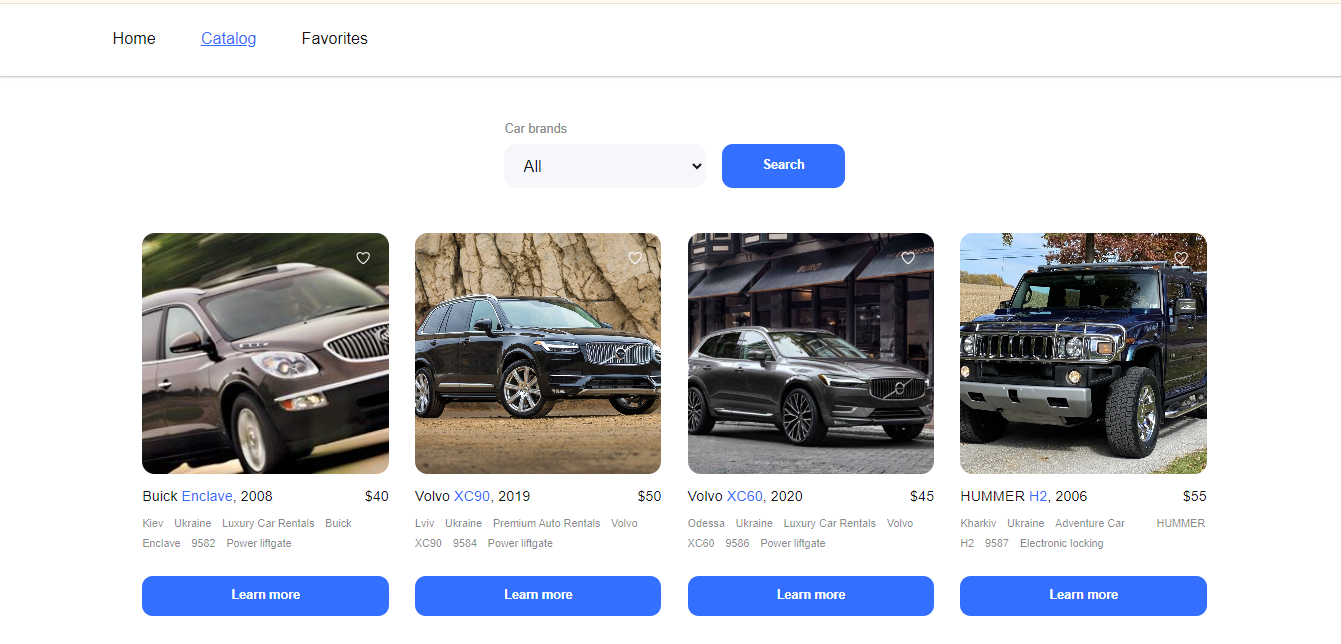 Home Catalog Favorites
Car brands
All
Search
Buick Enclave, 2008 $40
Kiev Ukraine Luxury Car Rentals Buick
Enclave 9582 Power liftgate
Learn more
Volvo XC90, 2019 $50
Lviv Ukraine Premium Auto Rentals Volvo
XC90 9584 Power liftgate
Learn more
Volvo XC60, 2020 $45
Odessa Ukraine Luxury Car Rentals Volvo
XC60 9586 Power liftgate
Learn more
HUMMER H2, 2006 $55
Kharkiv Ukraine Adventure Car HUMMER
H2 9587 Electronic locking
Learn more